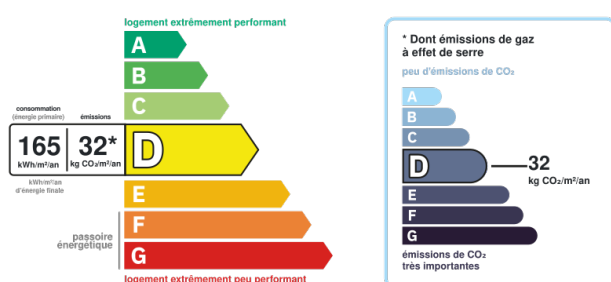 logement extrêmement performant
A
B
C
consommation
(énergie primaire)
émissions
165
kWh/m²/an
32*
kg CO₂/m²/an
D
kWh/m²/an
d'énergie finale
E
F
G
passoire
énergétique
logement extrêmement peu performant
* Dont émissions de gaz
à effet de serre
peu d'émissions de CO₂
A
B
C
D
32
kg CO₂/m²/an
E
F
G
émissions de CO₂
très importantes